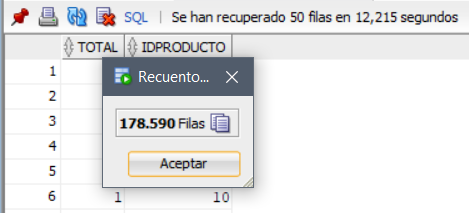 SQL | Se han recuperado 50 filas en 12,215 segundos
TOTAL IDPRODUCTO
1
2
3
4
5
6 1 10
Recuento...
178.590 Filas
Aceptar